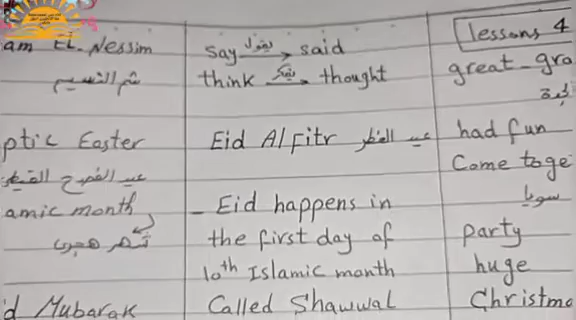 lessons 4
am El. Nessim
شم النسيم
ptic Easter
عيد الفصح القبطى
amic month
شهر هجرى
'd Mubarak
say يقول said
think يفكر thought
Eid Al Fitr عيد الفطر
- Eid happens in
the first day of
10th Islamic month
Called Shawwal
great-gra
had fun
Come toge
سويا
party
huge
Christma